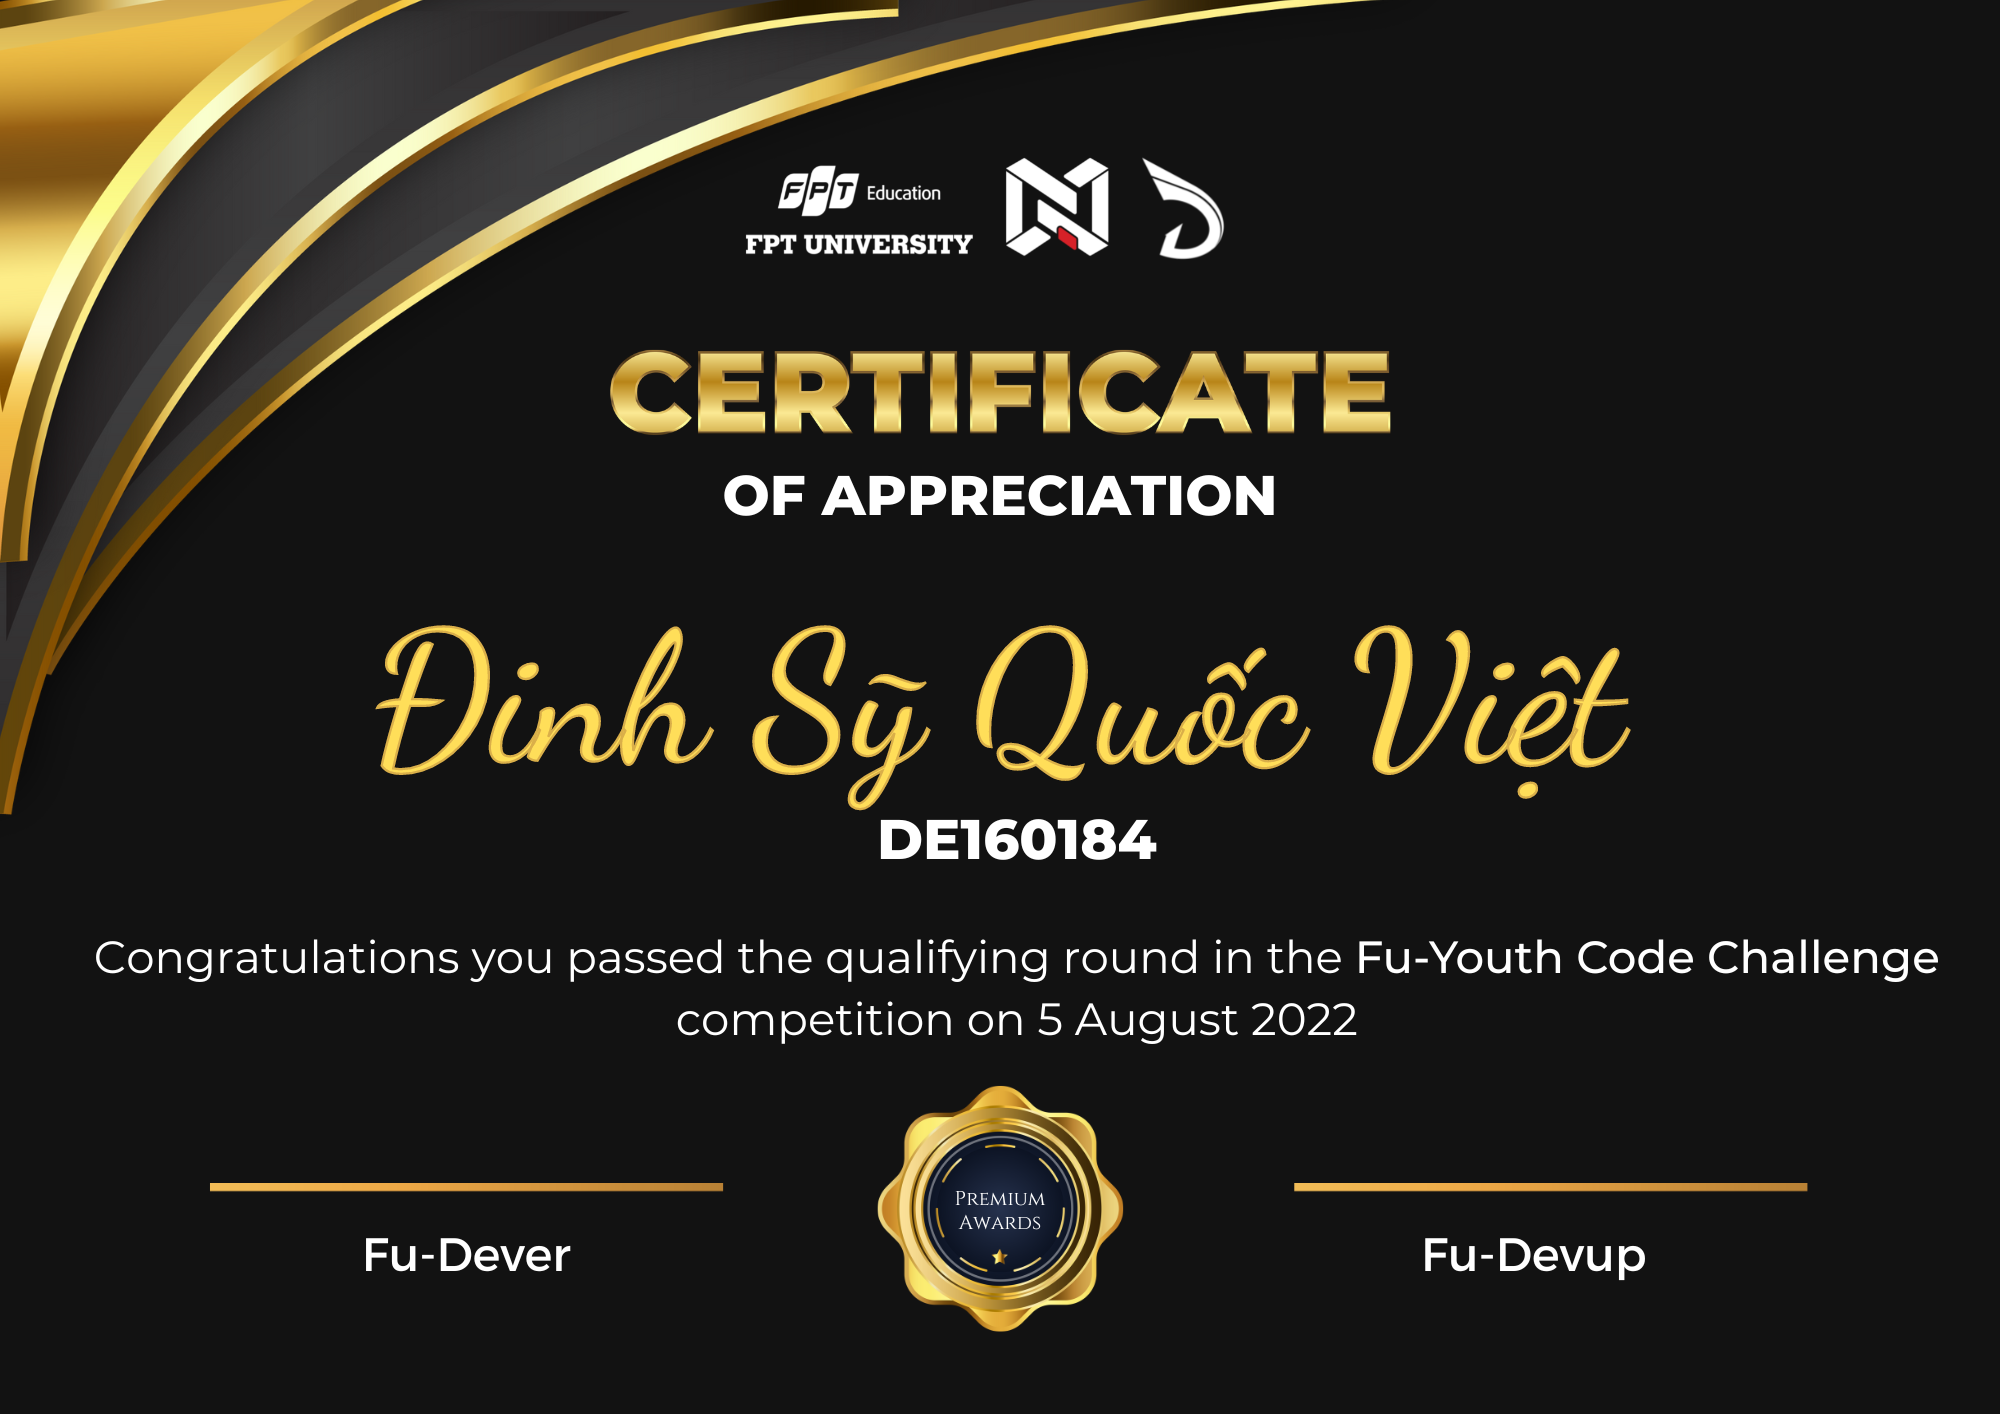 FPT Education
FPT UNIVERSITY
CERTIFICATE
OF APPRECIATION
Đinh Sỹ Quốc Việt
DE160184
Congratulations you passed the qualifying round in the Fu-Youth Code Challenge
competition on 5 August 2022
PREMIUM
AWARDS
Fu-Dever
Fu-Devup